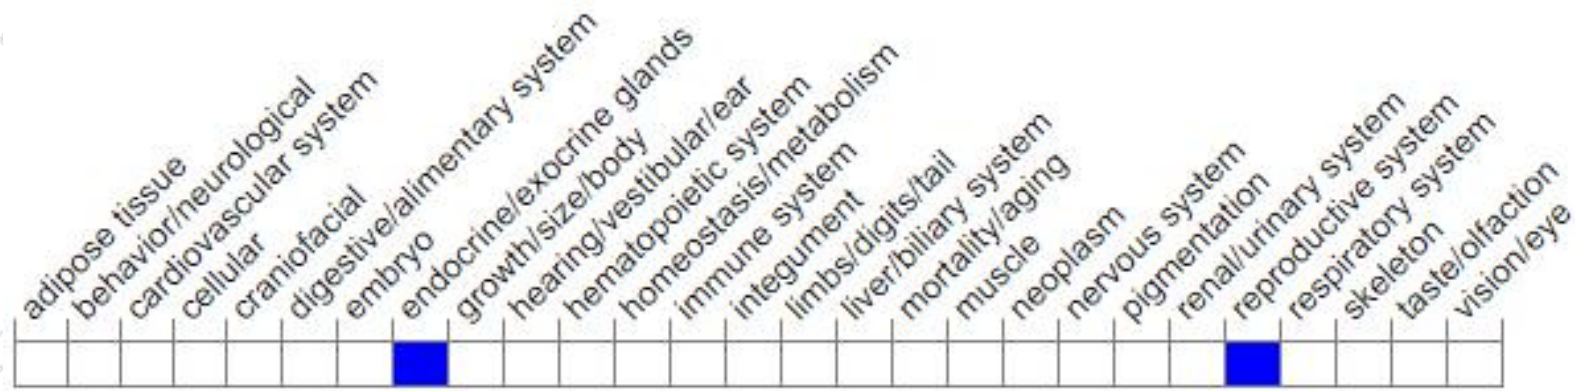 adipose tissue
behavior/neurological
cardiovascular system
cellular
craniofacial
digestive/alimentary system
embryo
endocrine/exocrine glands
growth/size/body
hearing/vestibular/ear
hematopoietic system
homeostasis/metabolism
immune system
integument
limbs/digits/tail
liver/biliary system
mortality/aging
muscle
neoplasm
nervous system
pigmentation
renal/urinary system
reproductive system
respiratory system
skeleton
taste/olfaction
vision/eye